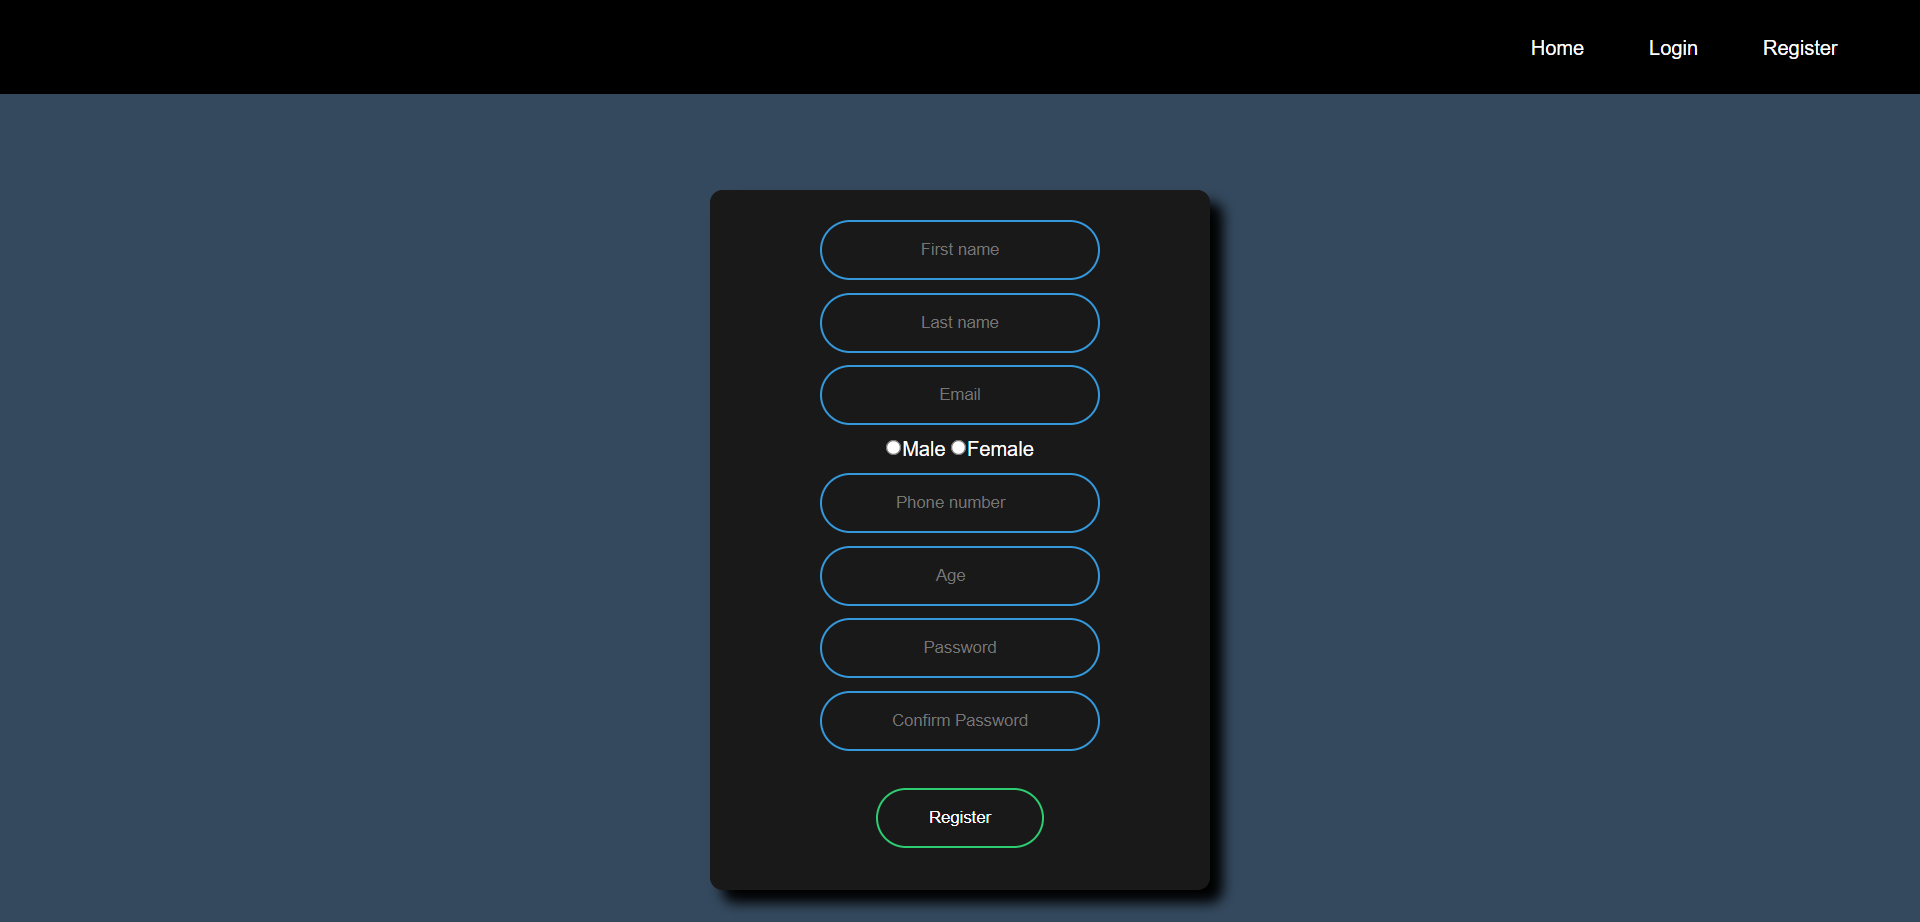 Home Login Register
First name
Last name
Email
Male Female
Phone number
Age
Password
Confirm Password
Register